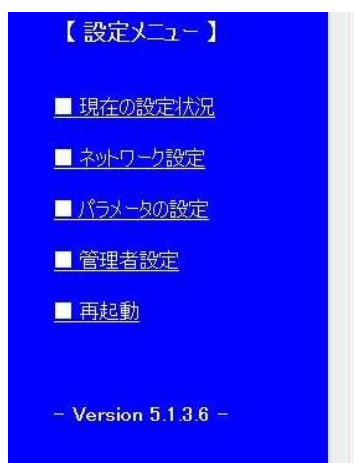 【 設定メニュー 】
■ 現在の設定状況
■ ネットワーク設定
■ パラメータの設定
■ 管理者設定
■ 再起動
− Version 5.1.3.6 −